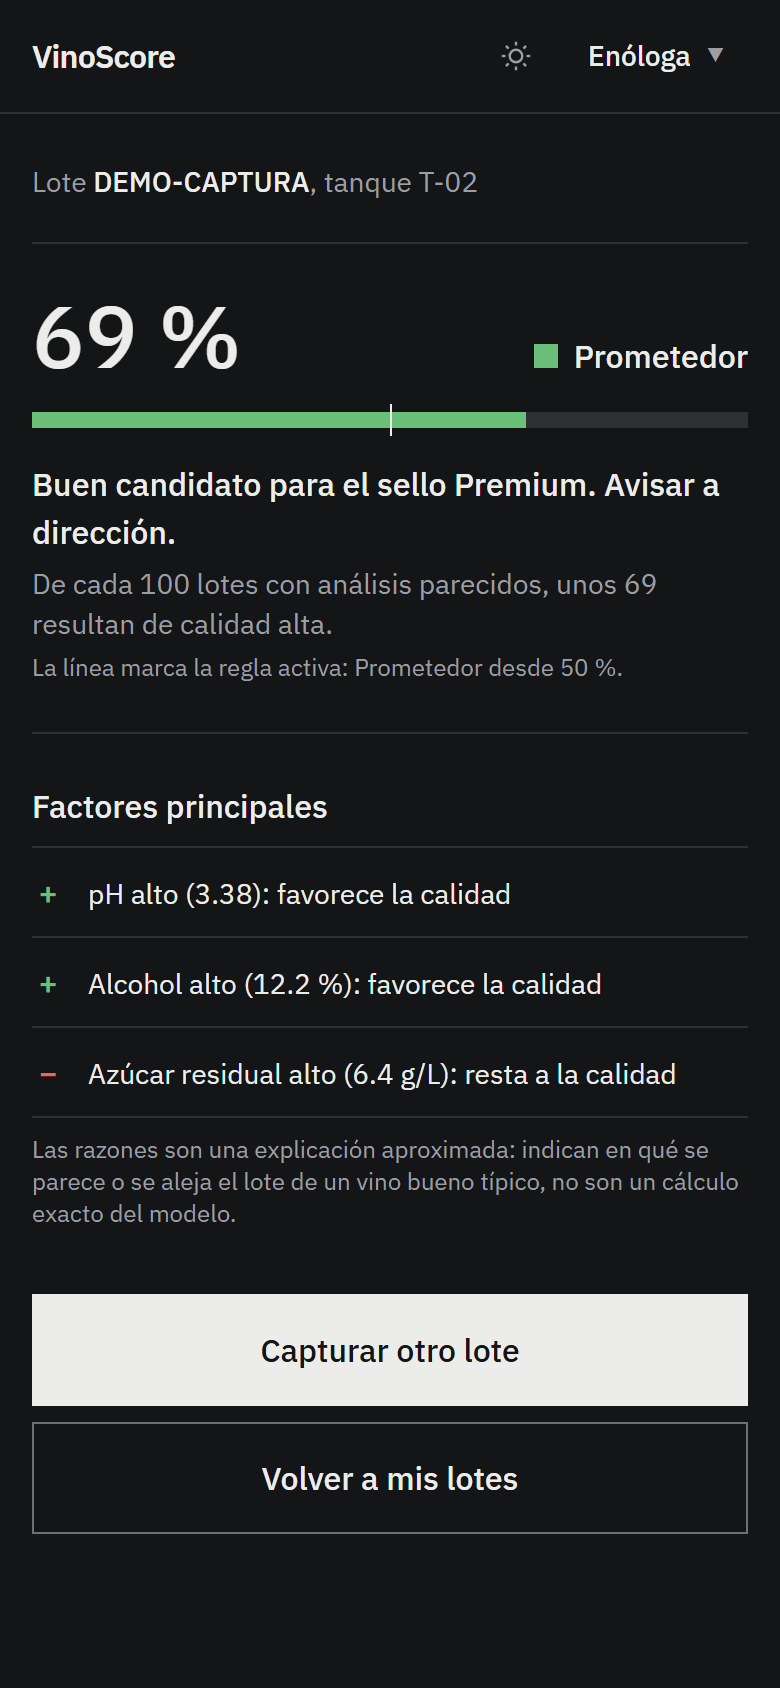 VinoScore
Enóloga ▼
Lote DEMO-CAPTURA, tanque T-02
69 %
Prometedor
Buen candidato para el sello Premium. Avisar a
dirección.
De cada 100 lotes con análisis parecidos, unos 69
resultan de calidad alta.
La línea marca la regla activa: Prometedor desde 50 %.
Factores principales
+ pH alto (3.38): favorece la calidad
+ Alcohol alto (12.2 %): favorece la calidad
− Azúcar residual alto (6.4 g/L): resta a la calidad
Las razones son una explicación aproximada: indican en qué se
parece o se aleja el lote de un vino bueno típico, no son un cálculo
exacto del modelo.
Capturar otro lote
Volver a mis lotes